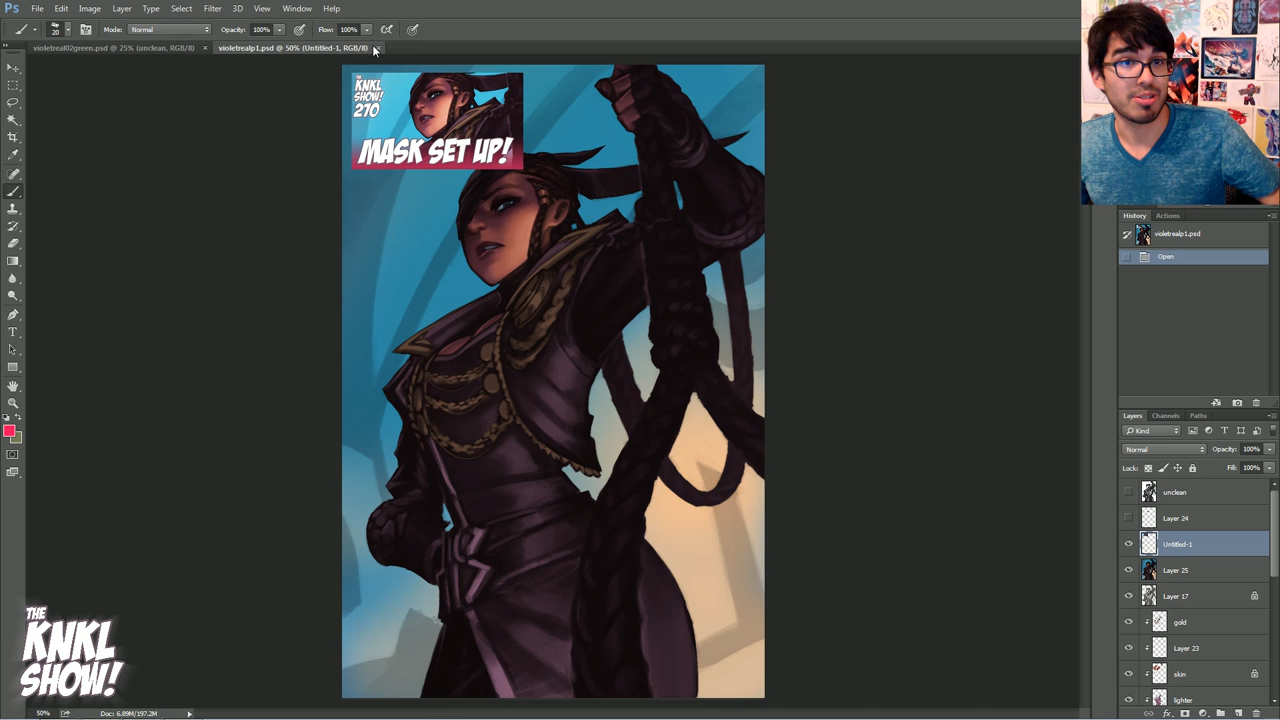 Ps File Edit Image Layer Type Select Filter 3D View Window Help
20 Mode: Normal Opacity: 100% Flow: 100%
violetreal02green.psd @ 25% (unclean, RGB/8) × violetrealp1.psd @ 50% (Untitled-1, RGB/8) ×
THE
KNKL
SHOW!
270
MASK SET UP!
History Actions
violetrealp1.psd
Open
Layers Channels Paths
Kind
Normal Opacity: 100%
Lock: Fill: 100%
unclean
Layer 24
Untitled-1
Layer 25
Layer 17
gold
Layer 23
skin
lighter
THE
KNKL
SHOW!
50% Doc: 6.89M/197.2M